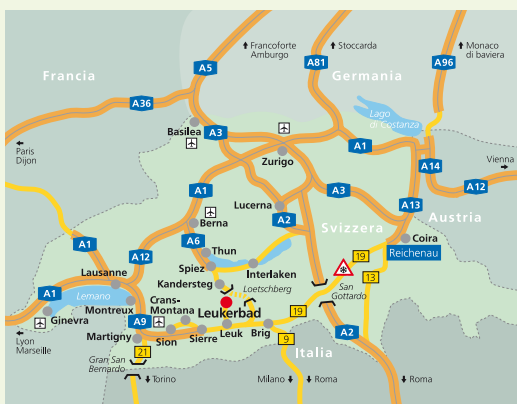 Francoforte
Amburgo
Stoccarda
Monaco
di baviera
Francia
A5
A81
Germania
A96
A36
Lago
di Costanza
Basilea
A3
Zurigo
A1
A14
Paris
Dijon
Vienna
A12
A1
A3
A13
Lucerna
A2
Svizzera
Austria
Berna
A6
A12
A1
Thun
Coira
Reichenau
19
13
Spiez
Interlaken
San
Gottardo
Lausanne
Kandersteg
Loetschberg
Lemano
A1
Crans-
Montana
Leukerbad
19
A2
Ginevra
Montreux
A9
Lyon
Marseille
Martigny
Sion
Sierre
Leuk
Brig
9
Italia
21
Gran San
Bernardo
Torino
Milano
Roma
Roma